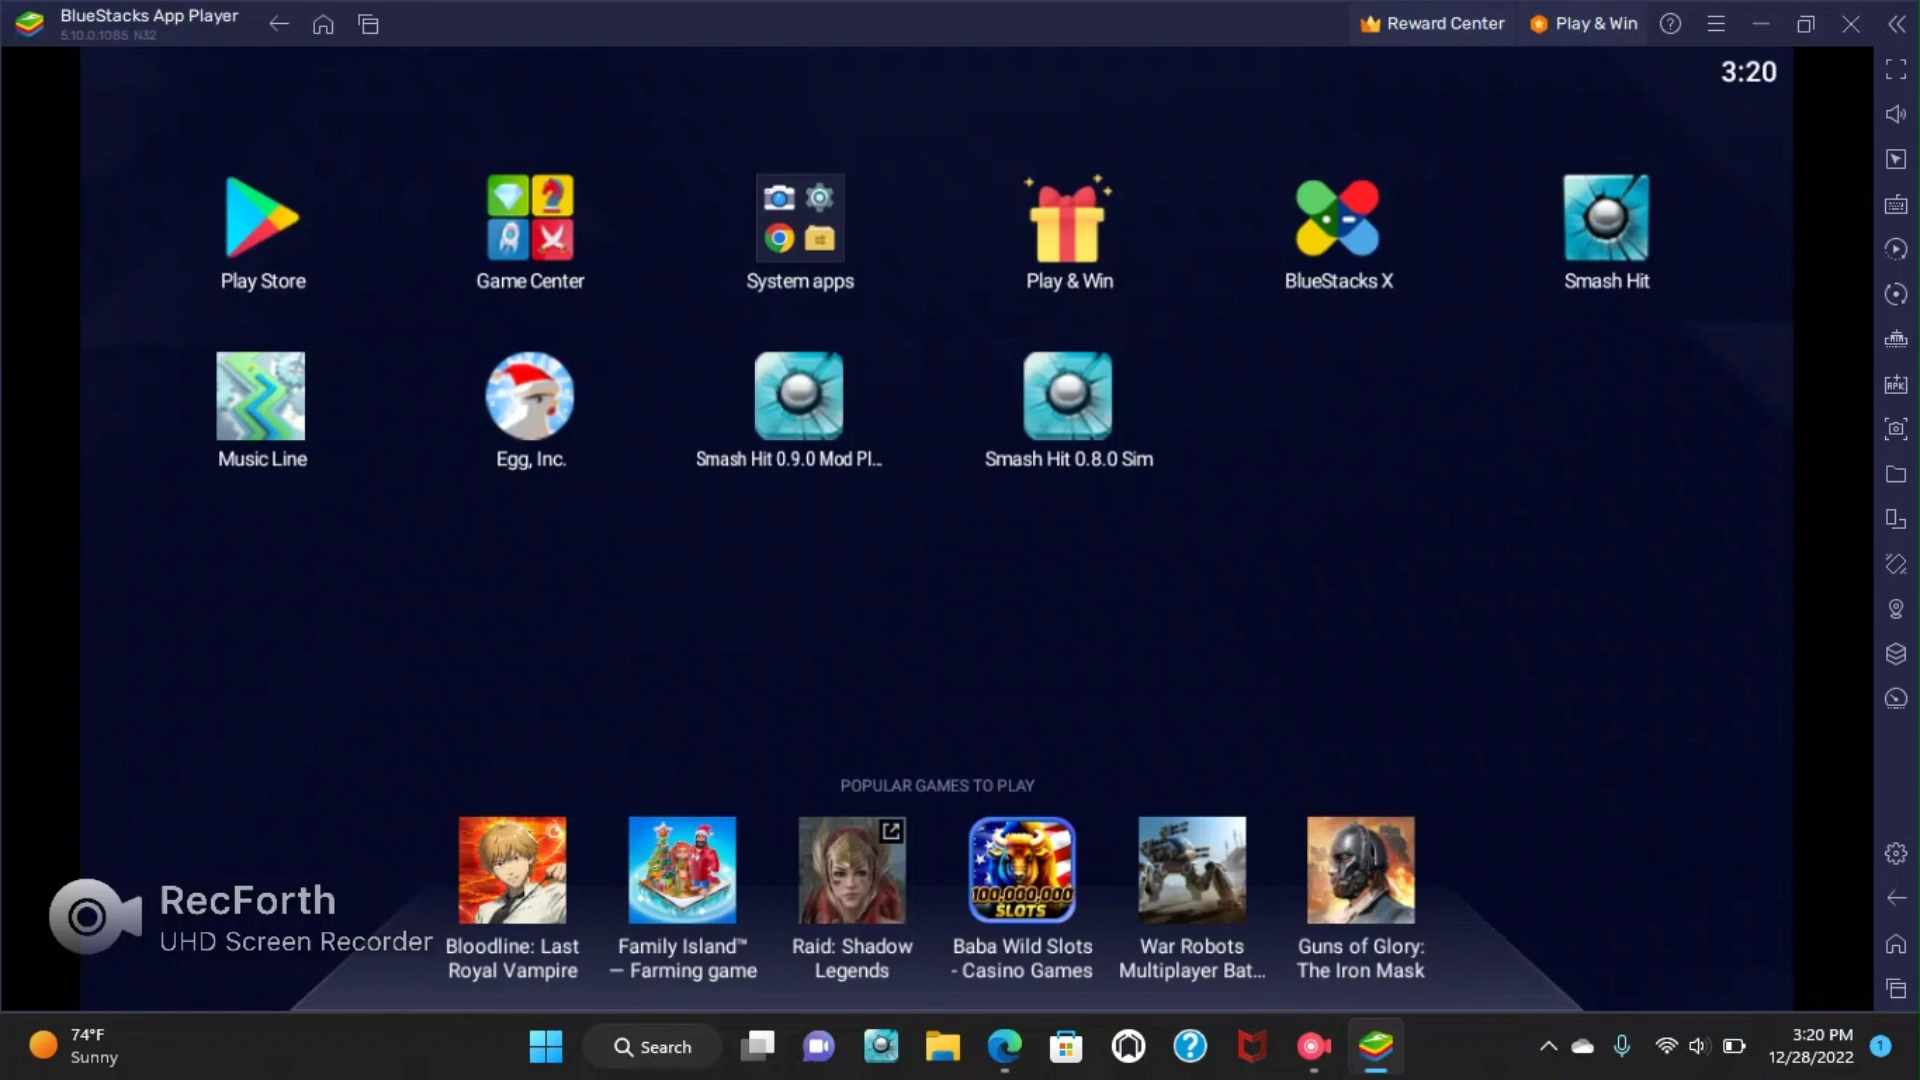 BlueStacks App Player
5.10.0.1085 N32
Reward Center
Play & Win
3:20
Play Store
Game Center
System apps
Play & Win
BlueStacks X
Smash Hit
Music Line
Egg, Inc.
Smash Hit 0.9.0 Mod Pl...
Smash Hit 0.8.0 Sim
POPULAR GAMES TO PLAY
100,000,000
SLOTS
RecForth
UHD Screen Recorder
Bloodline: Last
Royal Vampire
Family Island™
— Farming game
Raid: Shadow
Legends
Baba Wild Slots
- Casino Games
War Robots
Multiplayer Bat...
Guns of Glory:
The Iron Mask
74°F
Sunny
Search
3:20 PM
12/28/2022
1